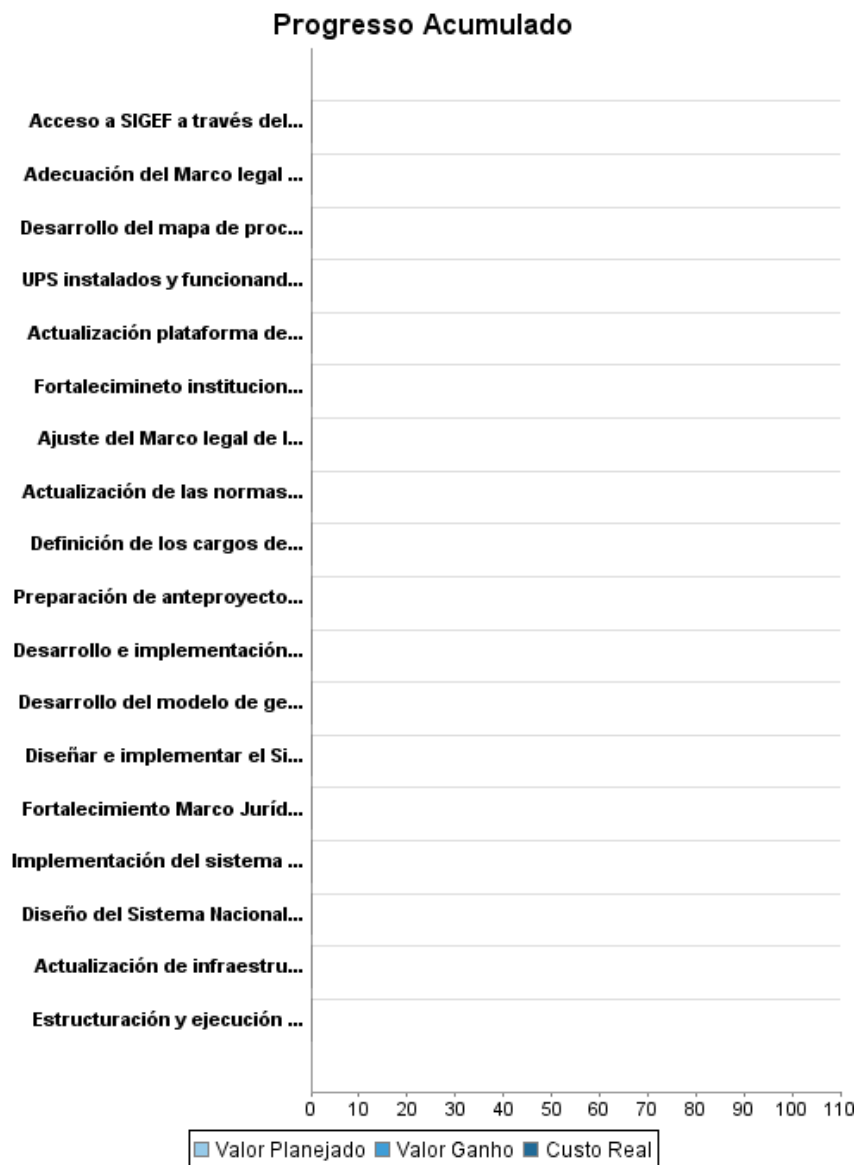 Progresso Acumulado
Acceso a SIGEF a través del...
Adecuación del Marco legal ...
Desarrollo del mapa de proc...
UPS instalados y funcionand...
Actualización plataforma de...
Fortalecimineto institucion...
Ajuste del Marco legal de l...
Actualización de las normas...
Definición de los cargos de...
Preparación de anteproyecto...
Desarrollo e implementación...
Desarrollo del modelo de ge...
Diseñar e implementar el Si...
Fortalecimiento Marco Juríd...
Implementación del sistema ...
Diseño del Sistema Nacional...
Actualización de infraestru...
Estructuración y ejecución ...
0 10 20 30 40 50 60 70 80 90 100 110
Valor Planejado Valor Ganho Custo Real